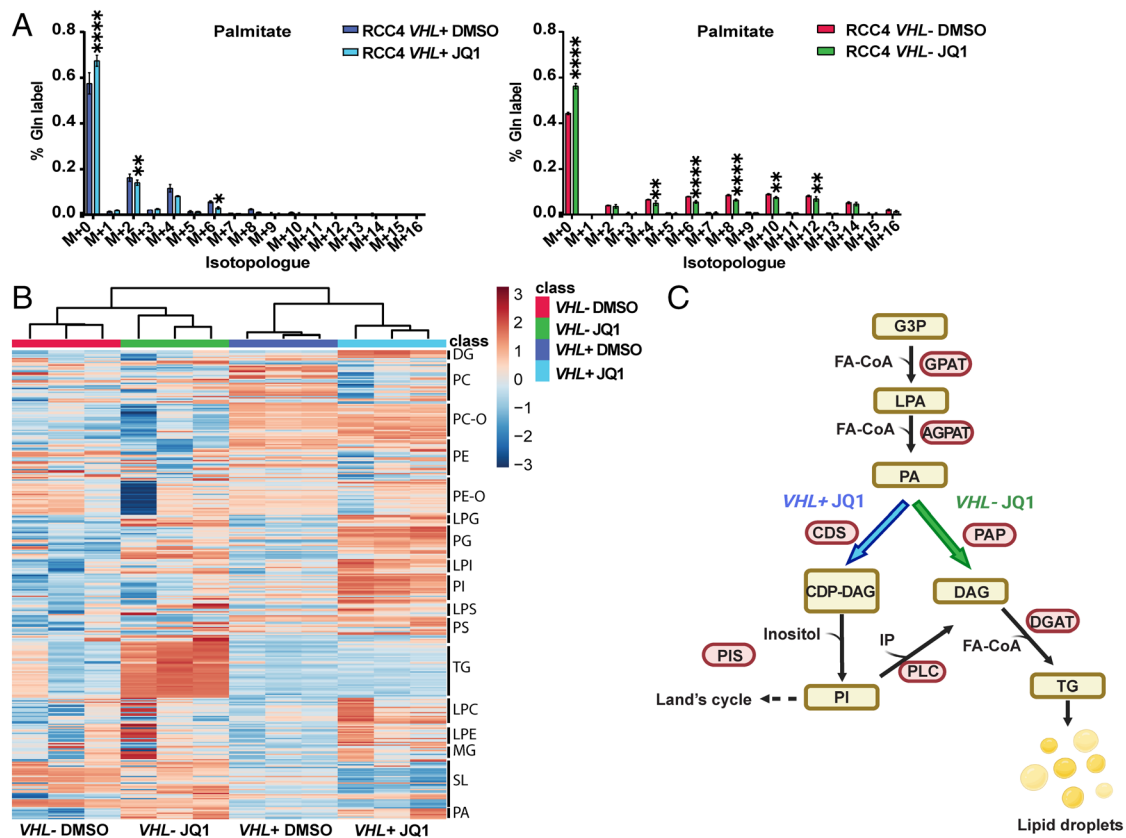 A
Palmitate
RCC4 VHL+ DMSO
RCC4 VHL+ JQ1
% Gln label
0.8
0.6
0.4
0.2
0.0
****
**
*
M+0
M+1
M+2
M+3
M+4
M+5
M+6
M+7
M+8
M+9
M+10
M+11
M+12
M+13
M+14
M+15
M+16
Isotopologue
Palmitate
RCC4 VHL- DMSO
RCC4 VHL- JQ1
% Gln label
0.8
0.6
0.4
0.2
0.0
****
**
****
****
**
**
M+0
M+1
M+2
M+3
M+4
M+5
M+6
M+7
M+8
M+9
M+10
M+11
M+12
M+13
M+14
M+15
M+16
Isotopologue
B
3
2
1
0
−1
−2
−3
class
VHL- DMSO
VHL- JQ1
VHL+ DMSO
VHL+ JQ1
class
DG
PC
PC-O
PE
PE-O
LPG
PG
LPI
PI
LPS
PS
TG
LPC
LPE
MG
SL
PA
VHL- DMSO
VHL- JQ1
VHL+ DMSO
VHL+ JQ1
C
G3P
FA-CoA
GPAT
LPA
FA-CoA
AGPAT
PA
VHL+ JQ1
VHL- JQ1
CDS
PAP
CDP-DAG
DAG
Inositol
IP
FA-CoA
DGAT
PIS
PLC
Land's cycle
PI
TG
Lipid droplets